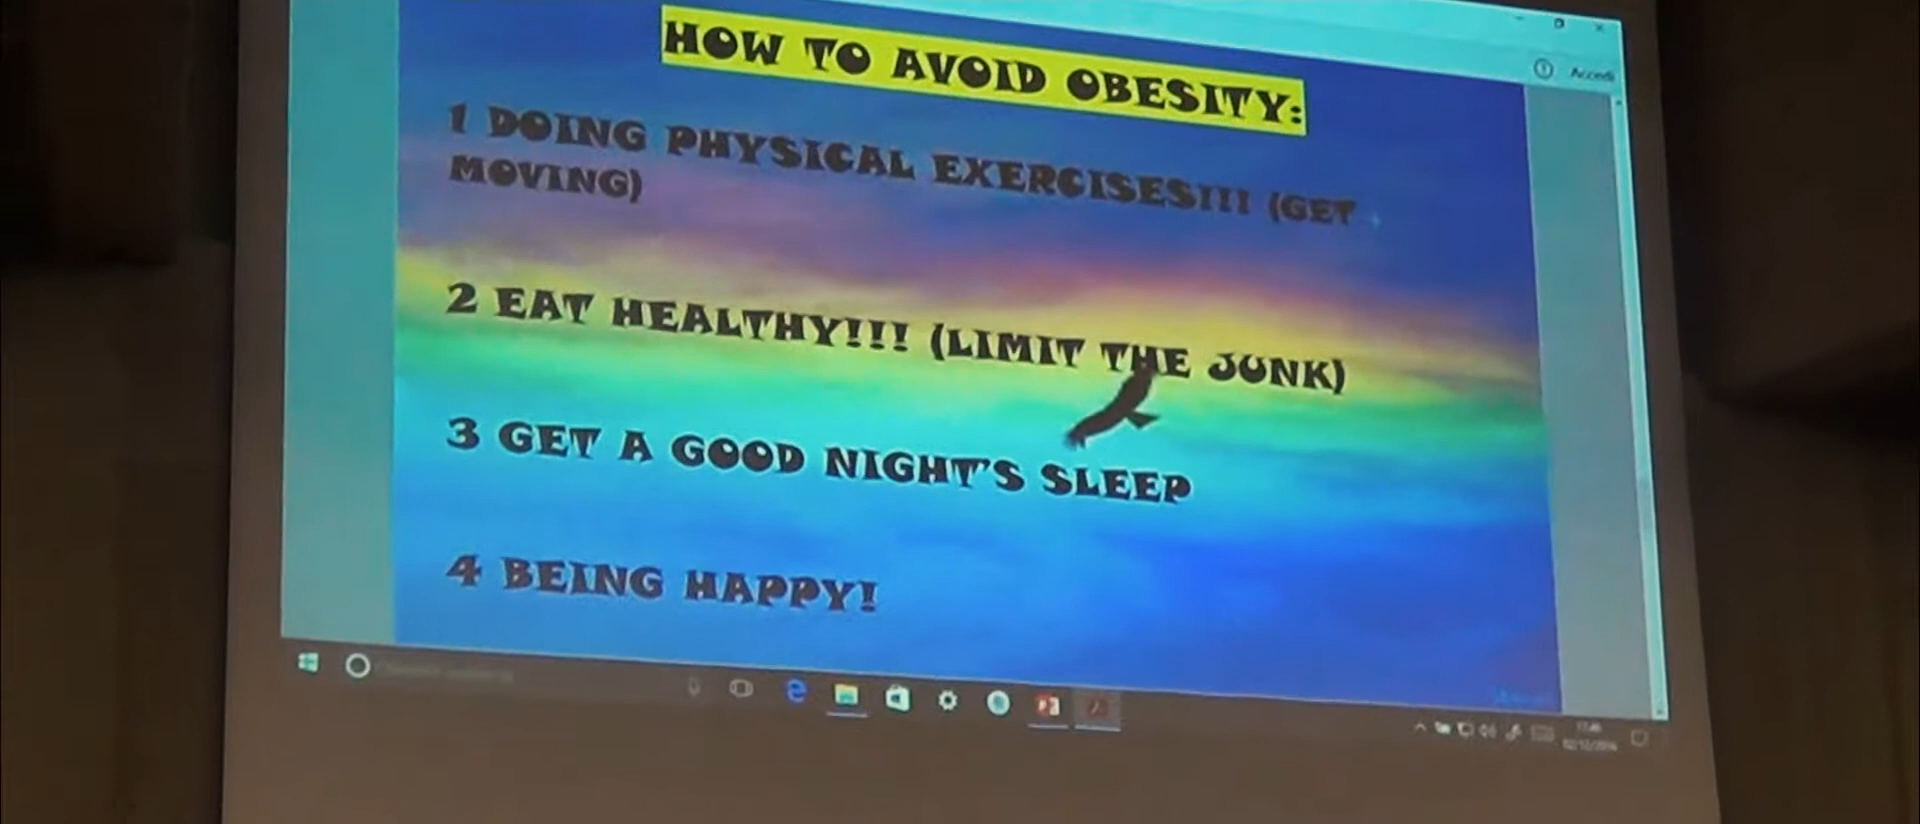 Accedi
HOW TO AVOID OBESITY:
1 DOING PHYSICAL EXERCISES!!! (GET
MOVING)
2 EAT HEALTHY!!! (LIMIT THE JUNK)
3 GET A GOOD NIGHT'S SLEEP
4 BEING HAPPY!